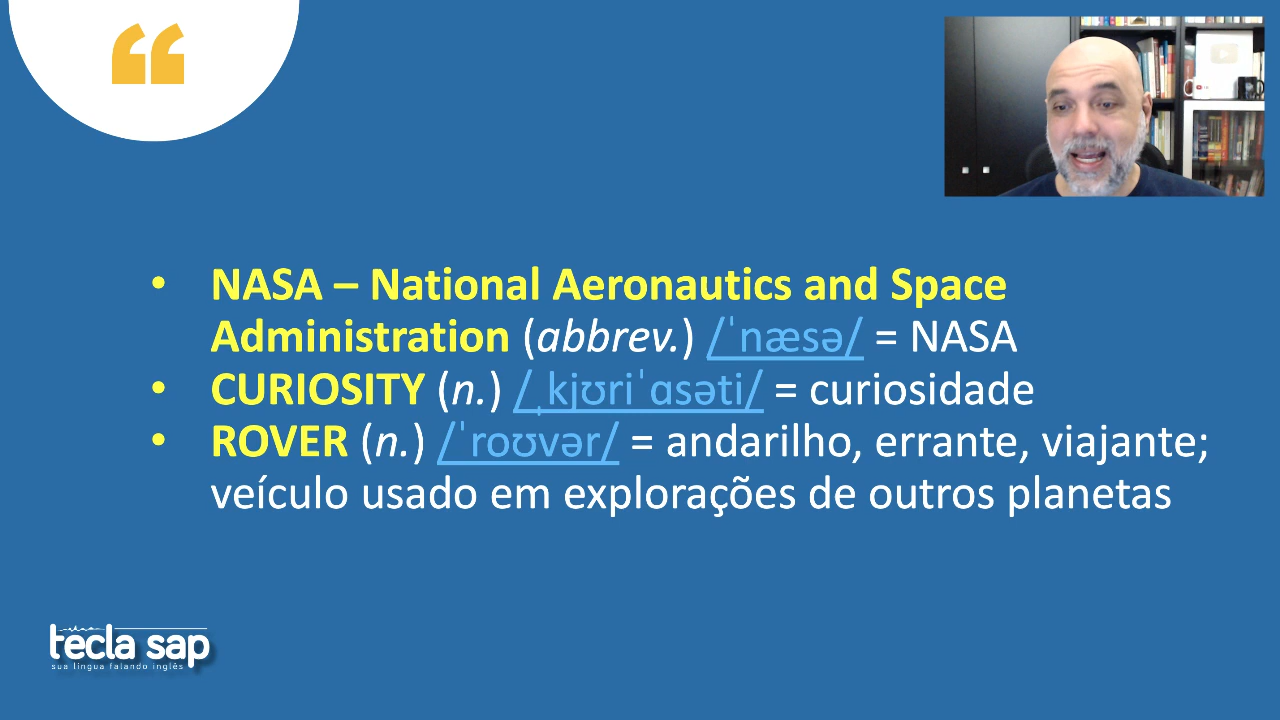 “
• NASA – National Aeronautics and Space
Administration (abbrev.) /ˈnæsə/ = NASA
• CURIOSITY (n.) /ˌkjʊriˈɑsəti/ = curiosidade
• ROVER (n.) /ˈroʊvər/ = andarilho, errante, viajante;
veículo usado em explorações de outros planetas
tecla sap
sua língua falando inglês